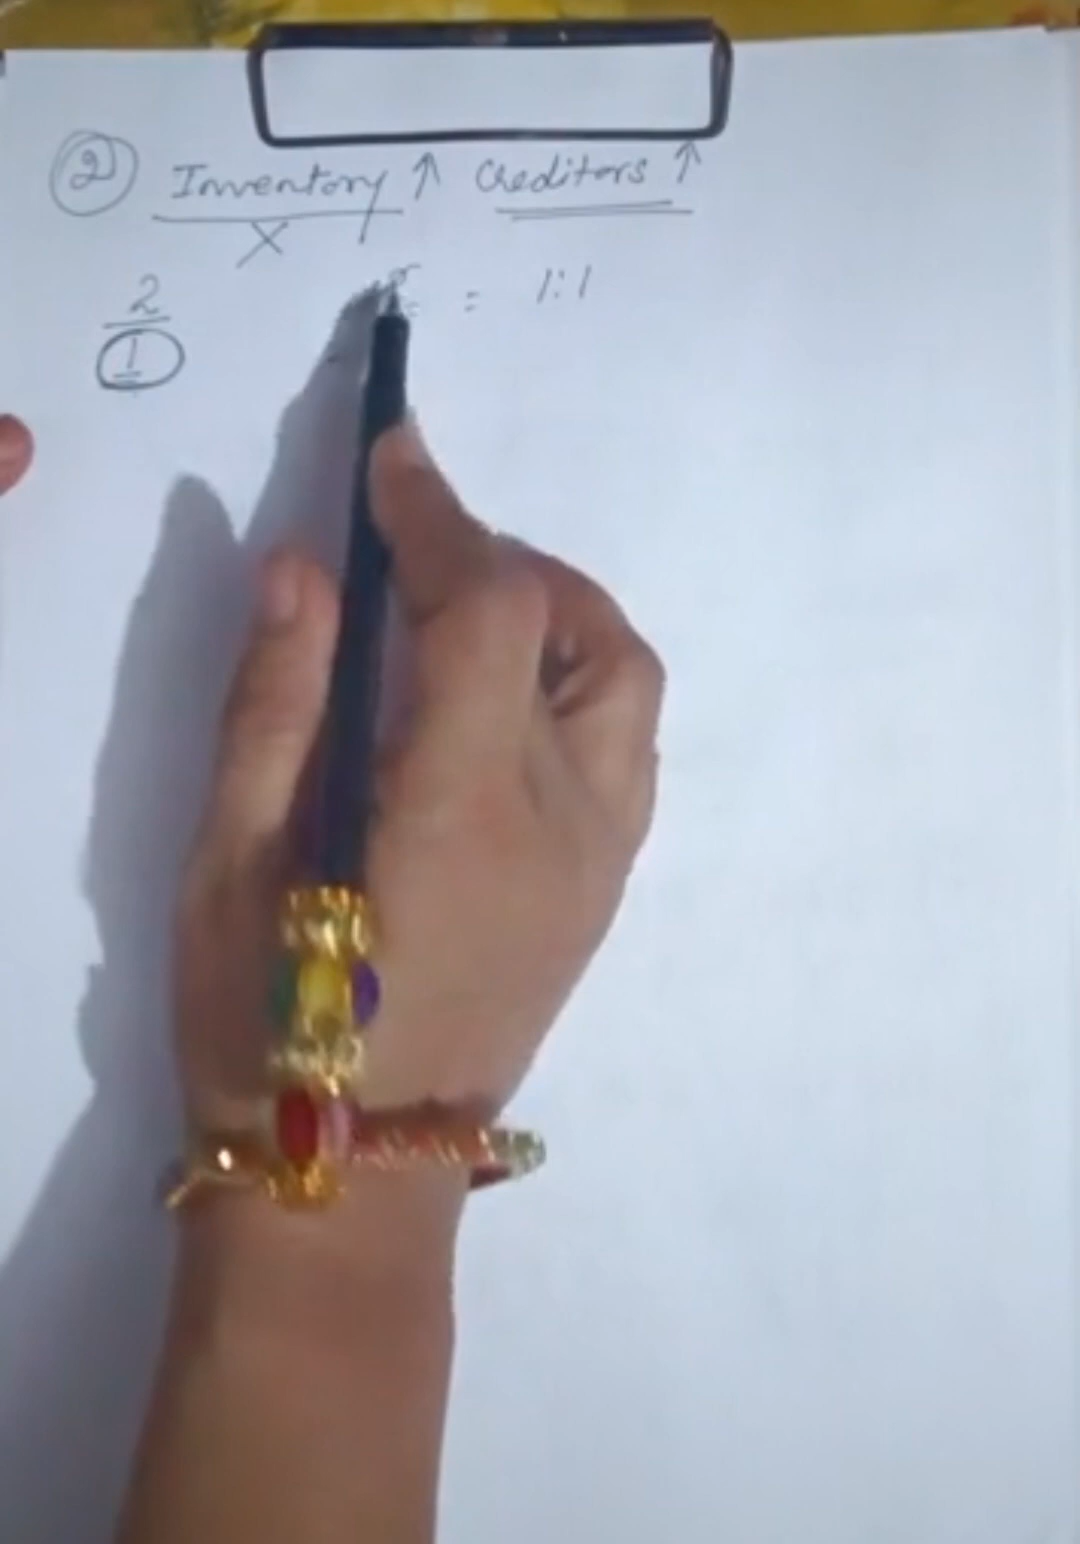 ② Inventory ↑ Creditors ↑
X
2 = 1:1
1